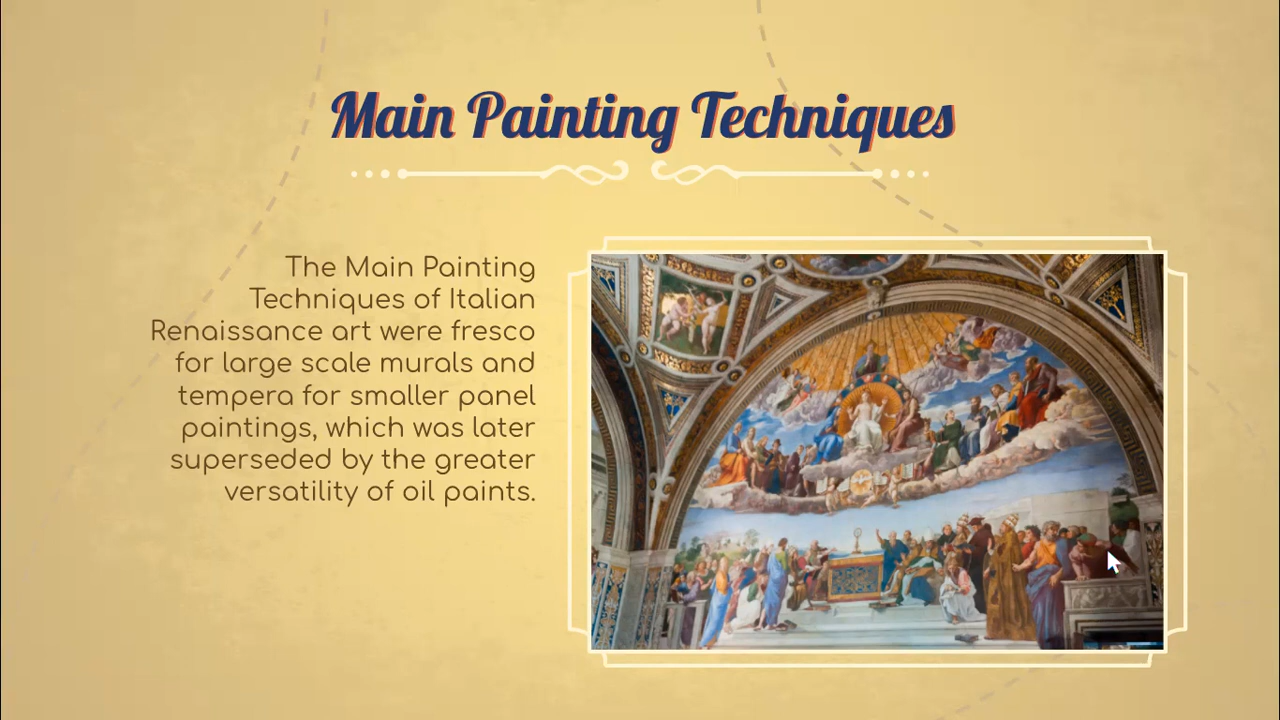 Main Painting Techniques
The Main Painting
Techniques of Italian
Renaissance art were fresco
for large scale murals and
tempera for smaller panel
paintings, which was later
superseded by the greater
versatility of oil paints.